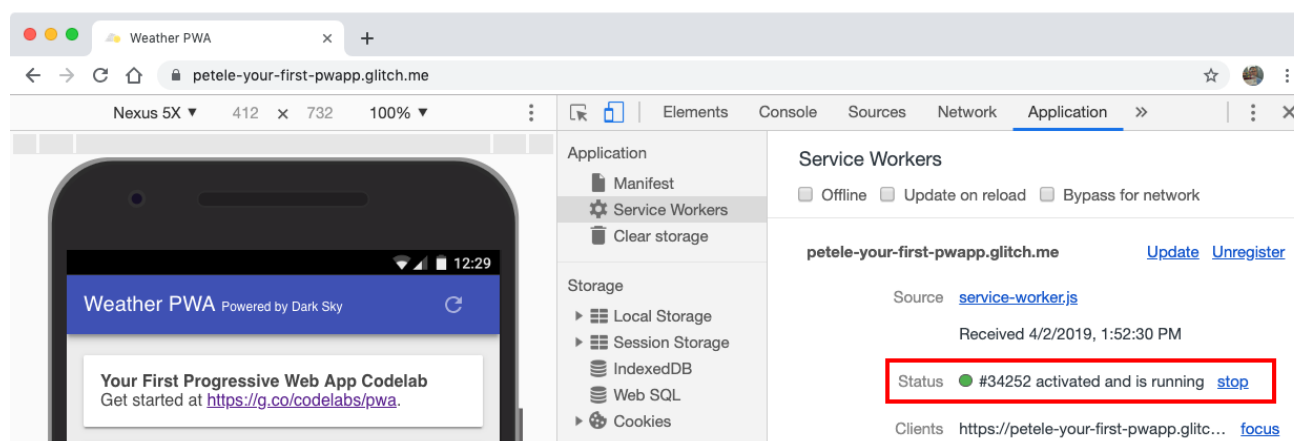 Weather PWA × +
petele-your-first-pwapp.glitch.me
Nexus 5X ▼ 412 × 732 100% ▼
Elements Console Sources Network Application »
12:29
Weather PWA Powered by Dark Sky
Your First Progressive Web App Codelab
Get started at https://g.co/codelabs/pwa.
Application
Manifest
Service Workers
Clear storage
Storage
Local Storage
Session Storage
IndexedDB
Web SQL
Cookies
Service Workers
Offline Update on reload Bypass for network
petele-your-first-pwapp.glitch.me Update Unregister
Source service-worker.js
Received 4/2/2019, 1:52:30 PM
Status #34252 activated and is running stop
Clients https://petele-your-first-pwapp.glitc... focus